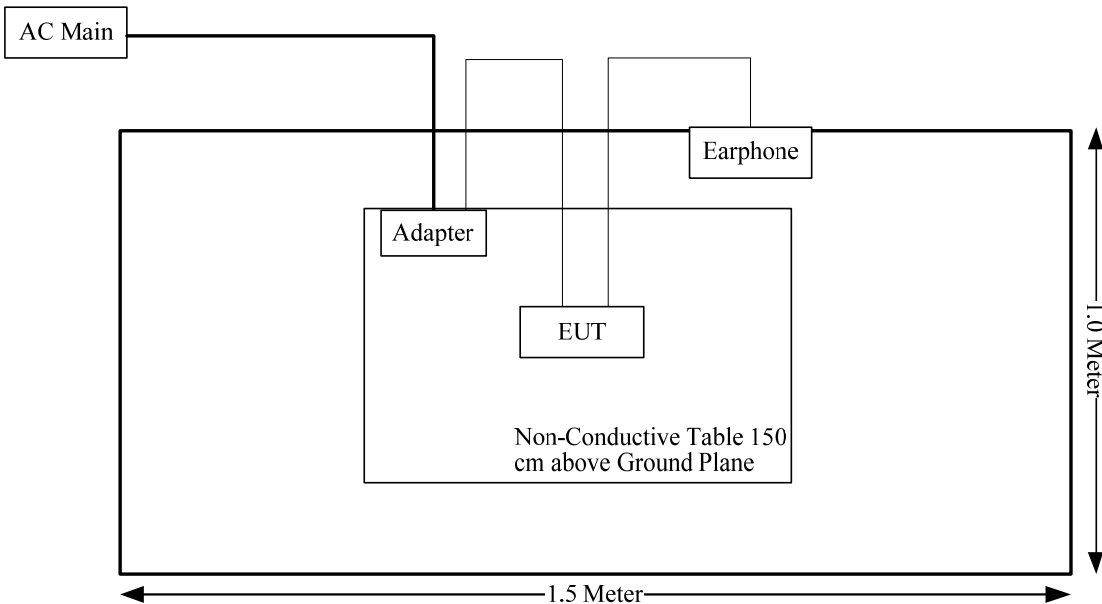 AC Main
Earphone
Adapter
EUT
Non-Conductive Table 150
cm above Ground Plane
1.0 Meter
1.5 Meter